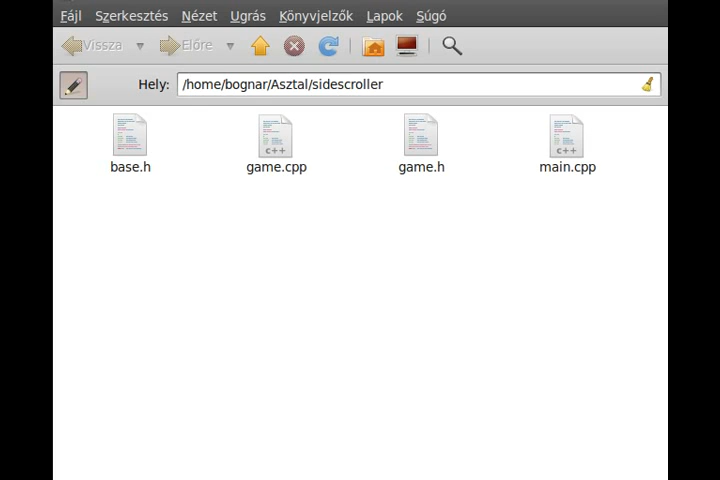 Fájl Szerkesztés Nézet Ugrás Könyvjelzők Lapok Súgó
Vissza Előre
Hely: /home/bognar/Asztal/sidescroller
c++ c++
base.h game.cpp game.h main.cpp